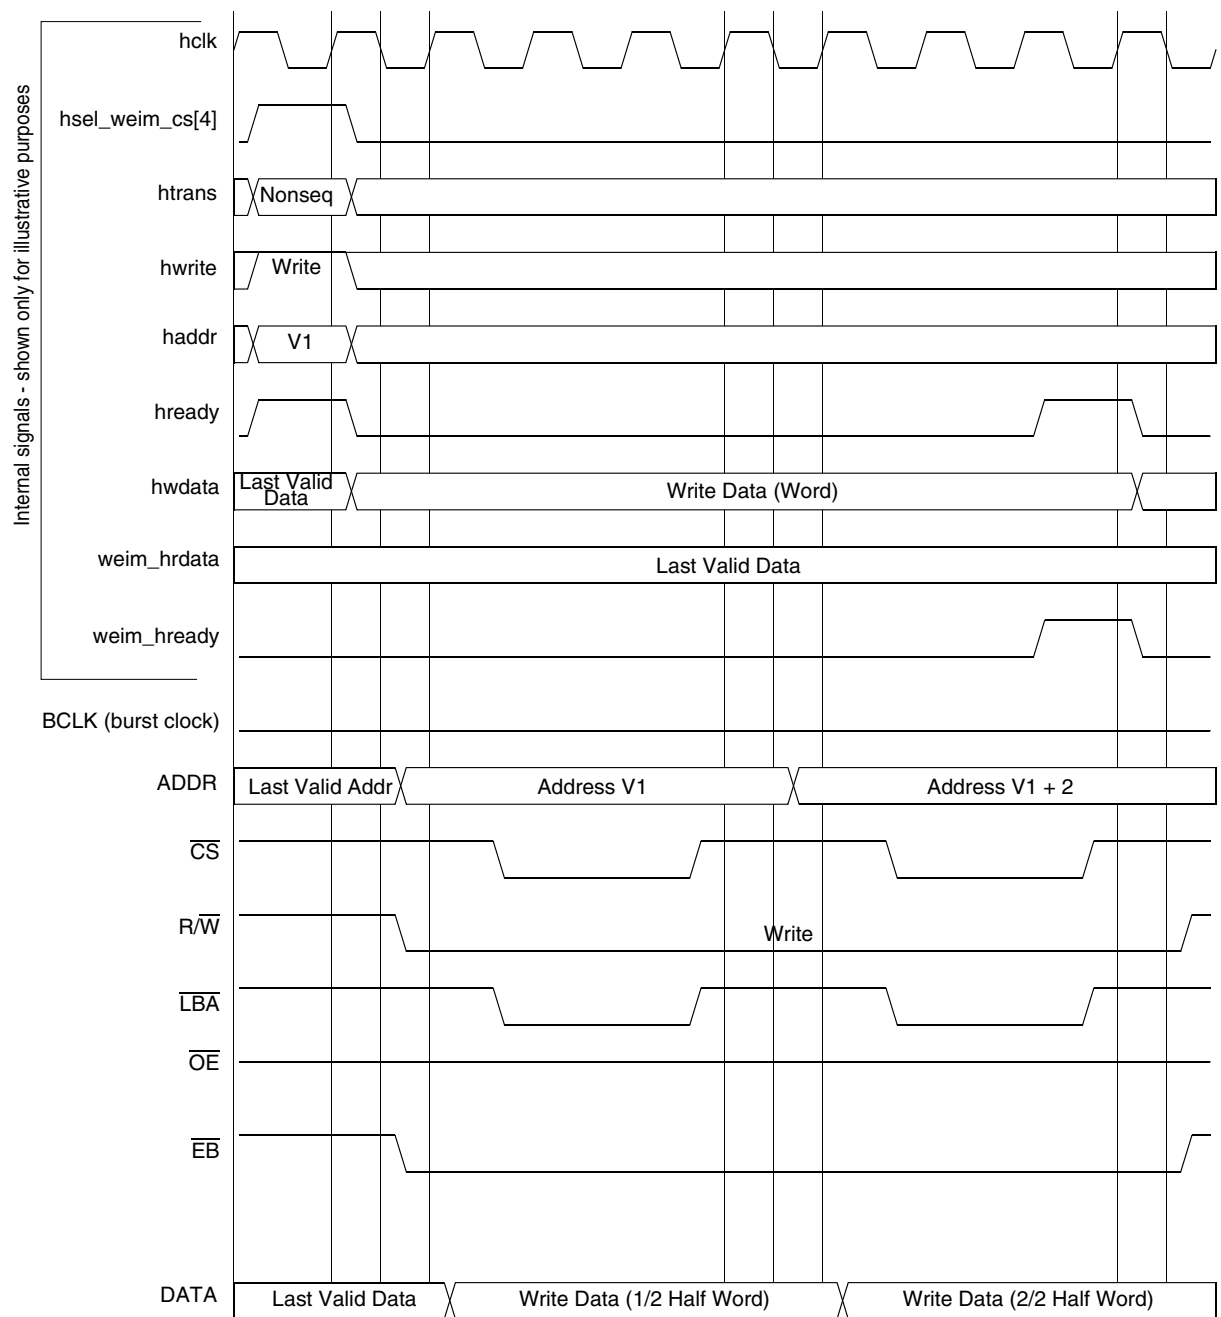 Internal signals - shown only for illustrative purposes
hclk
hsel_weim_cs[4]
htrans
Nonseq
hwrite
Write
haddr
V1
hready
hwdata
Last Valid
Data
Write Data (Word)
weim_hrdata
Last Valid Data
weim_hready
BCLK (burst clock)
ADDR
Last Valid Addr
Address V1
Address V1 + 2
CS
R/W
Write
LBA
OE
EB
DATA
Last Valid Data
Write Data (1/2 Half Word)
Write Data (2/2 Half Word)